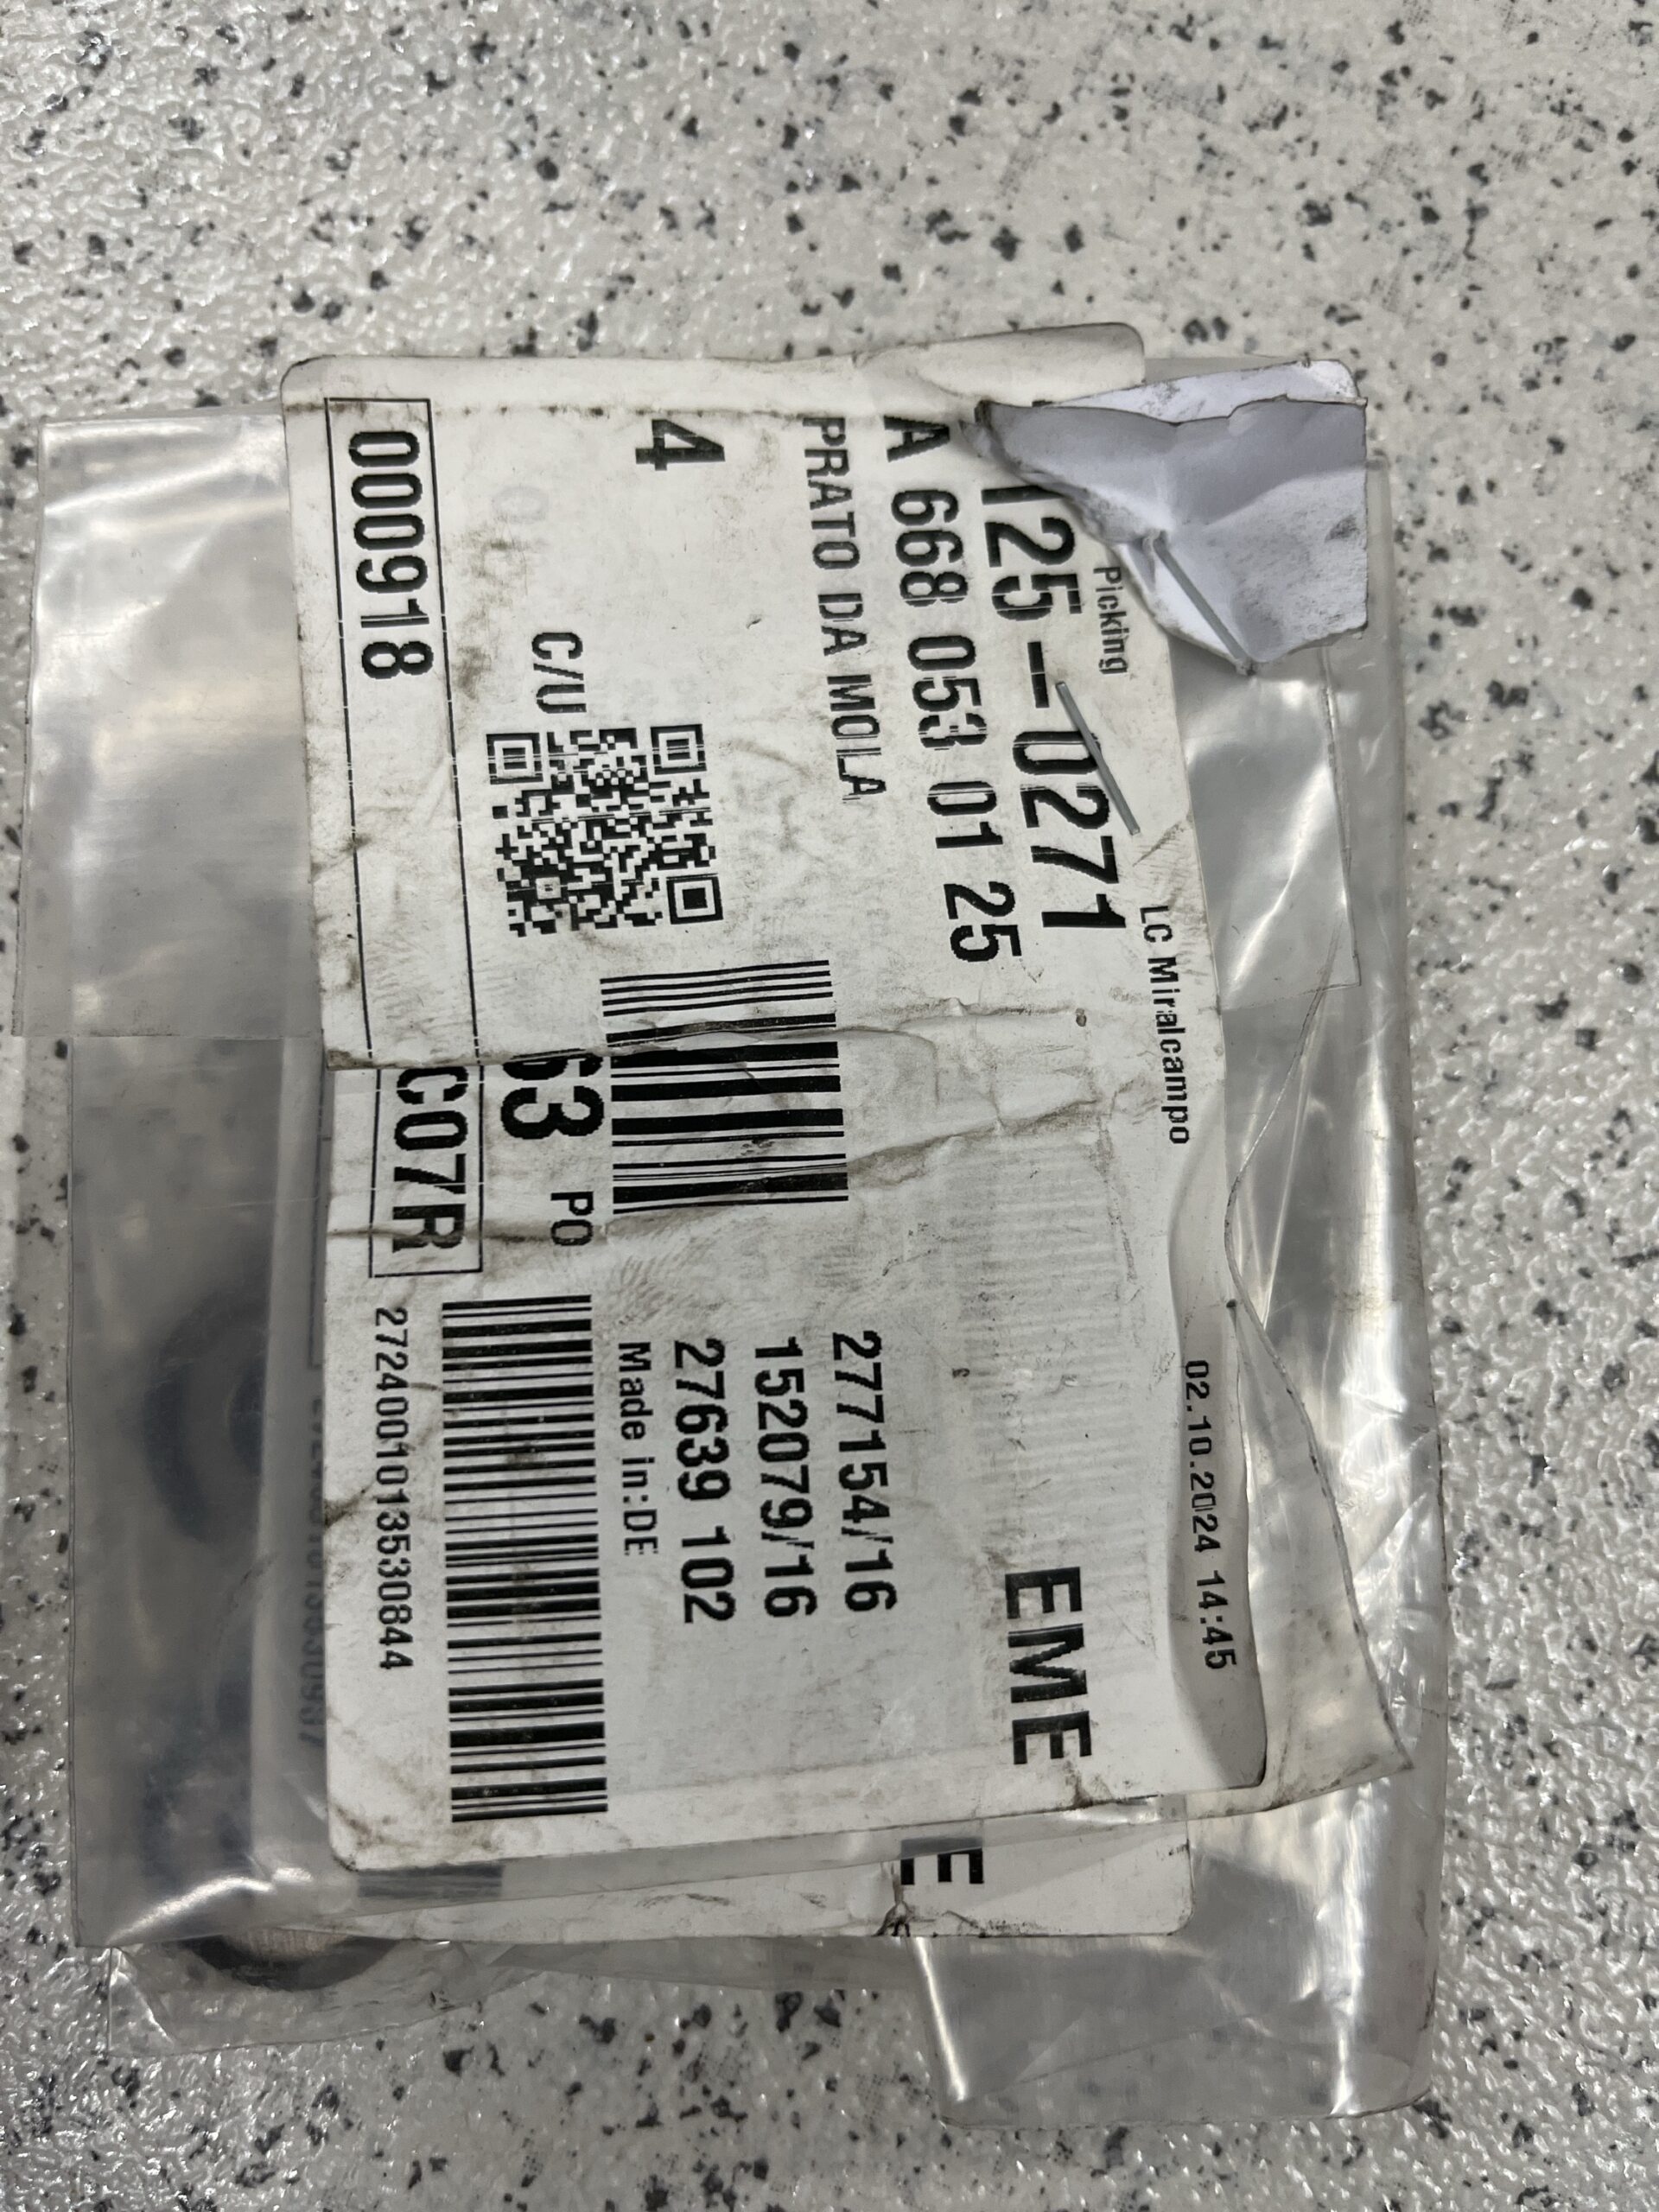 Picking LC Miralcampo 02.10.2024 14:45
125-0271 EME
A 668 053 01 25
PRATO DA MOLA 277154/16
152079/16
4 27639 102
Made in:DE
C/U 63 PO
000918 C07R 2724001013530844
E